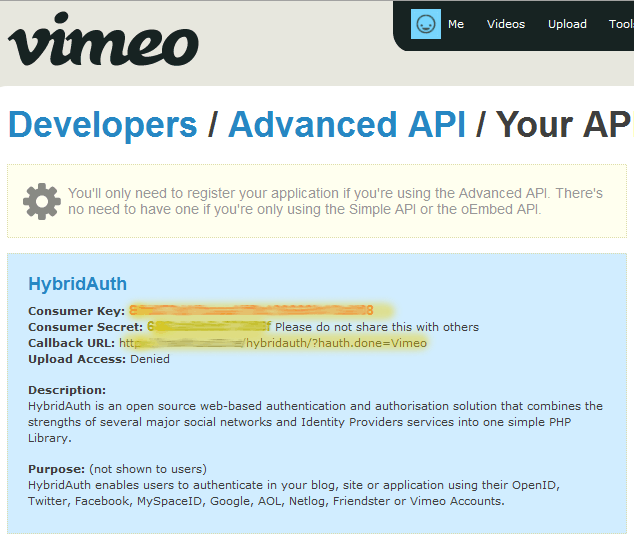 vimeo
Me Videos Upload Tools
Developers / Advanced API / Your AP
You'll only need to register your application if you're using the Advanced API. There's
no need to have one if you're only using the Simple API or the oEmbed API.
HybridAuth
Consumer Key:
Consumer Secret: Please do not share this with others
Callback URL: /hybridauth/?hauth.done=Vimeo
Upload Access: Denied
Description:
HybridAuth is an open source web-based authentication and authorisation solution that combines the
strengths of several major social networks and Identity Providers services into one simple PHP
Library.
Purpose: (not shown to users)
HybridAuth enables users to authenticate in your blog, site or application using their OpenID,
Twitter, Facebook, MySpaceID, Google, AOL, Netlog, Friendster or Vimeo Accounts.